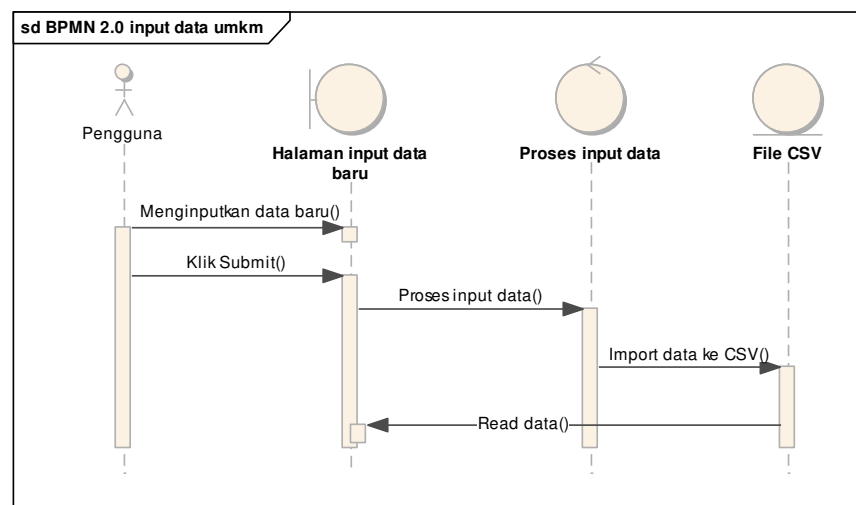 sd BPMN 2.0 input data umkm
Pengguna
Halaman input data
baru
Proses input data
File CSV
Menginputkan data baru()
Klik Submit()
Proses input data()
Import data ke CSV()
Read data()